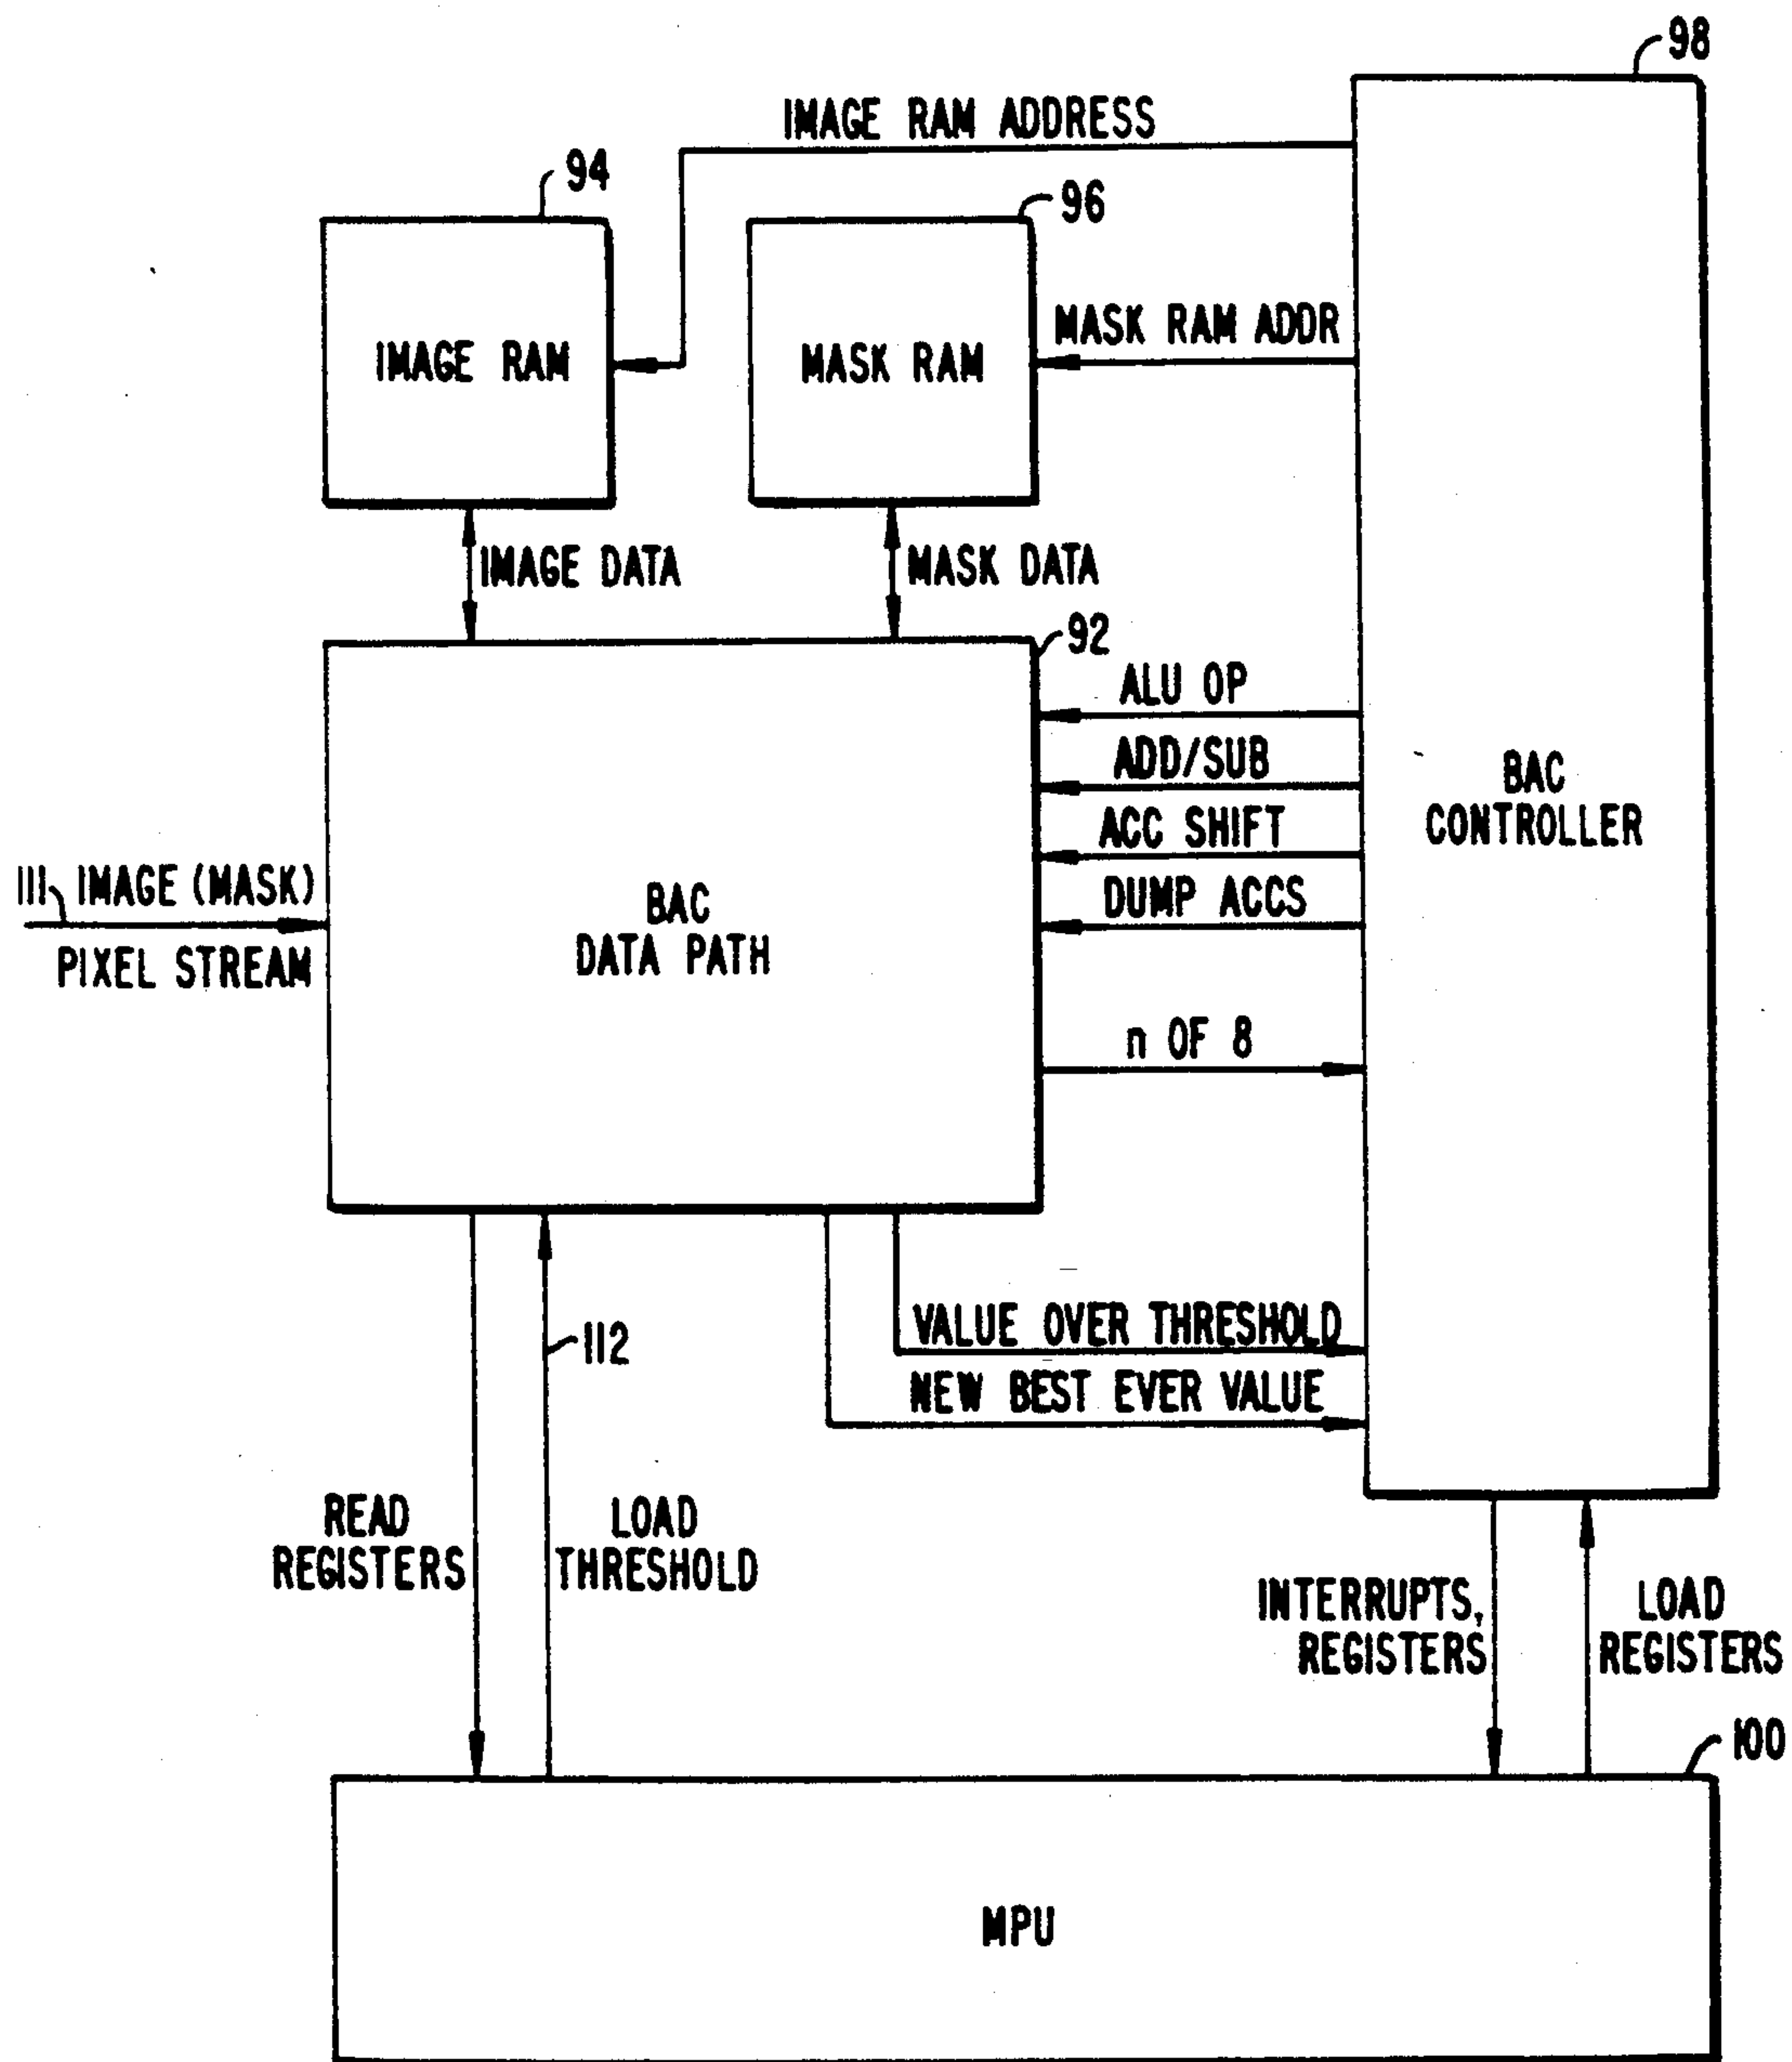 98
IMAGE RAM ADDRESS
94
96
IMAGE RAM
MASK RAM
MASK RAM ADDR
IMAGE DATA
MASK DATA
92
ALU OP
ADD/SUB
ACC SHIFT
DUMP ACCS
BAC
CONTROLLER
111 IMAGE (MASK)
PIXEL STREAM
BAC
DATA PATH
n OF 8
112
VALUE OVER THRESHOLD
NEW BEST EVER VALUE
READ
REGISTERS
LOAD
THRESHOLD
INTERRUPTS,
REGISTERS
LOAD
REGISTERS
100
MPU